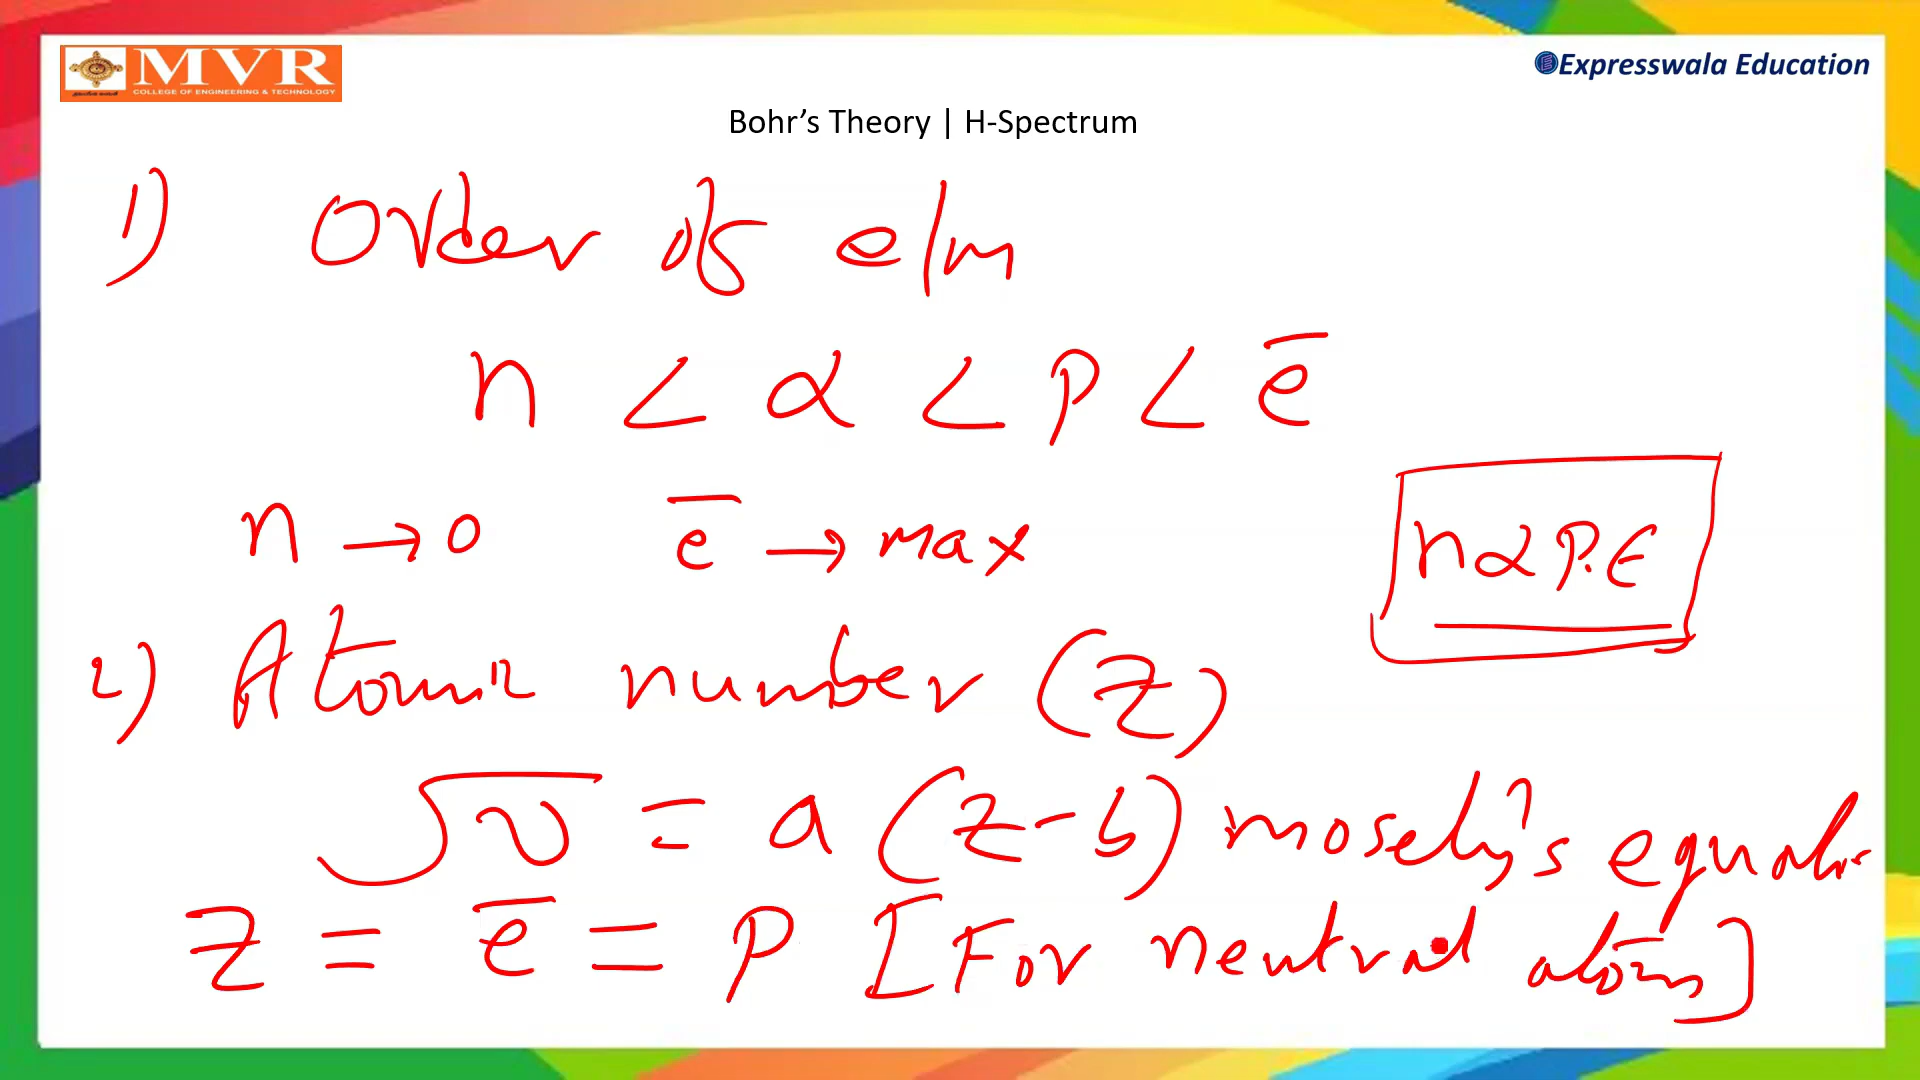 MVR
COLLEGE OF ENGINEERING & TECHNOLOGY
Expresswala Education
Bohr's Theory | H-Spectrum
1) Order of e/m
n < α < p < e̅
n → 0 e̅ → max
n α P.E
2) Atomic number (Z)
√ν = a (z-b) mosely's equation
Z = e̅ = p [For neutral atoms]